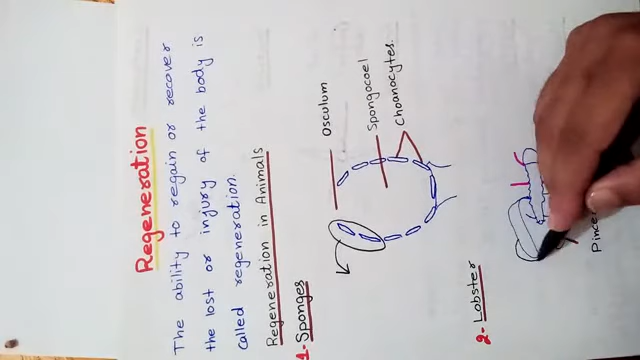 Regeneration
The ability to regain or recover
the lost or injury of the body is
called regeneration.
Regeneration in Animals
1- Sponges
Osculum
Spongocoel
Choanocytes
2- Lobster